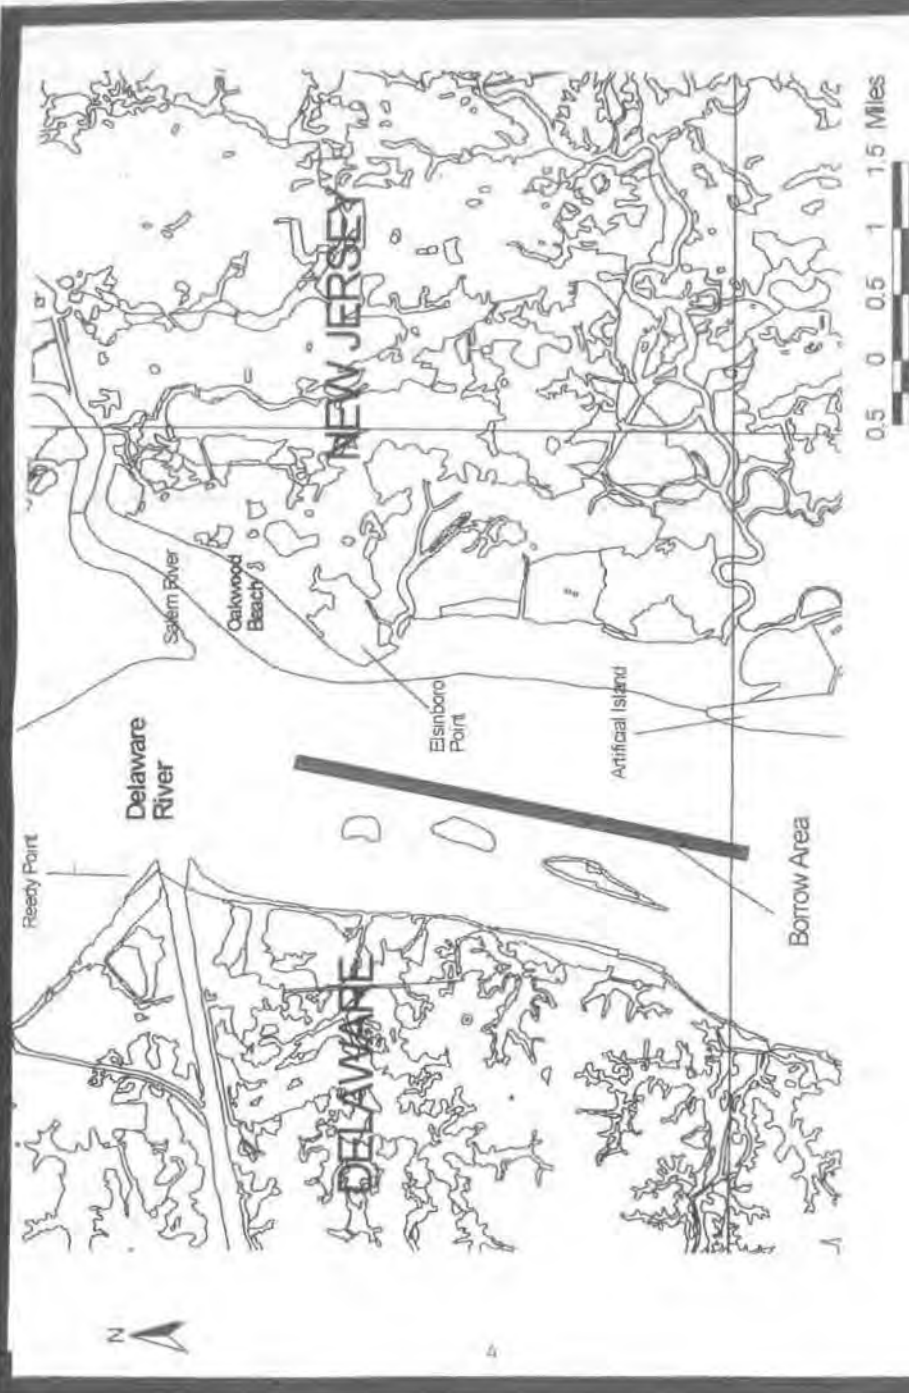 N
Reedy Point
Delaware
River
Salem River
Oakwood
Beach
Elsinboro
Point
Artificial Island
DELAWARE
NEW JERSEY
Borrow Area
0.5 0 0.5 1 1.5 Miles
4